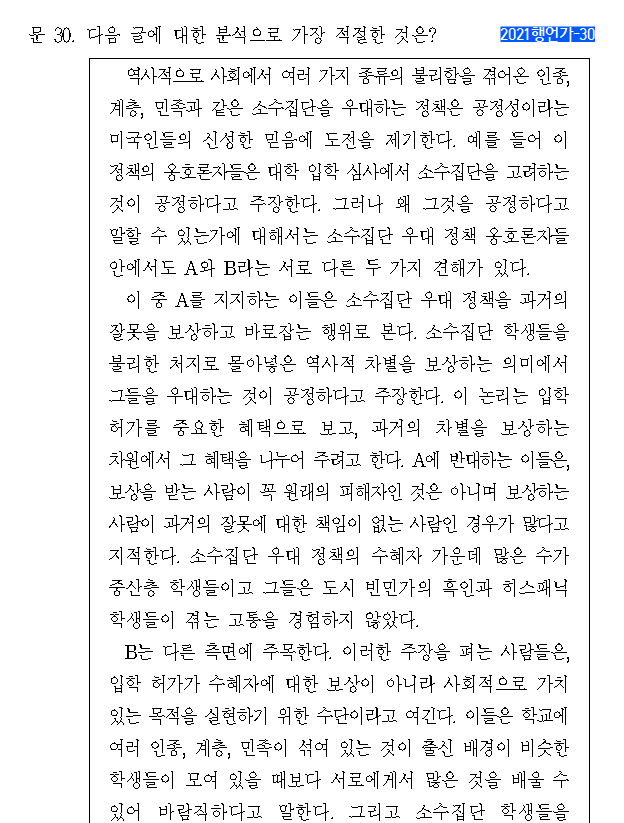 문 30. 다음 글에 대한 분석으로 가장 적절한 것은? 2021행언가-30
역사적으로 사회에서 여러 가지 종류의 불리함을 겪어온 인종,
계층, 민족과 같은 소수집단을 우대하는 정책은 공정성이라는
미국인들의 신성한 믿음에 도전을 제기한다. 예를 들어 이
정책의 옹호론자들은 대학 입학 심사에서 소수집단을 고려하는
것이 공정하다고 주장한다. 그러나 왜 그것을 공정하다고
말할 수 있는가에 대해서는 소수집단 우대 정책 옹호론자들
안에서도 A와 B라는 서로 다른 두 가지 견해가 있다.
이 중 A를 지지하는 이들은 소수집단 우대 정책을 과거의
잘못을 보상하고 바로잡는 행위로 본다. 소수집단 학생들을
불리한 처지로 몰아넣은 역사적 차별을 보상하는 의미에서
그들을 우대하는 것이 공정하다고 주장한다. 이 논리는 입학
허가를 중요한 혜택으로 보고, 과거의 차별을 보상하는
차원에서 그 혜택을 나누어 주려고 한다. A에 반대하는 이들은,
보상을 받는 사람이 꼭 원래의 피해자인 것은 아니며 보상하는
사람이 과거의 잘못에 대한 책임이 없는 사람인 경우가 많다고
지적한다. 소수집단 우대 정책의 수혜자 가운데 많은 수가
중산층 학생들이고 그들은 도시 빈민가의 흑인과 히스패닉
학생들이 겪는 고통을 경험하지 않았다.
B는 다른 측면에 주목한다. 이러한 주장을 펴는 사람들은,
입학 허가가 수혜자에 대한 보상이 아니라 사회적으로 가치
있는 목적을 실현하기 위한 수단이라고 여긴다. 이들은 학교에
여러 인종, 계층, 민족이 섞여 있는 것이 출신 배경이 비슷한
학생들이 모여 있을 때보다 서로에게서 많은 것을 배울 수
있어 바람직하다고 말한다. 그리고 소수집단 학생들을